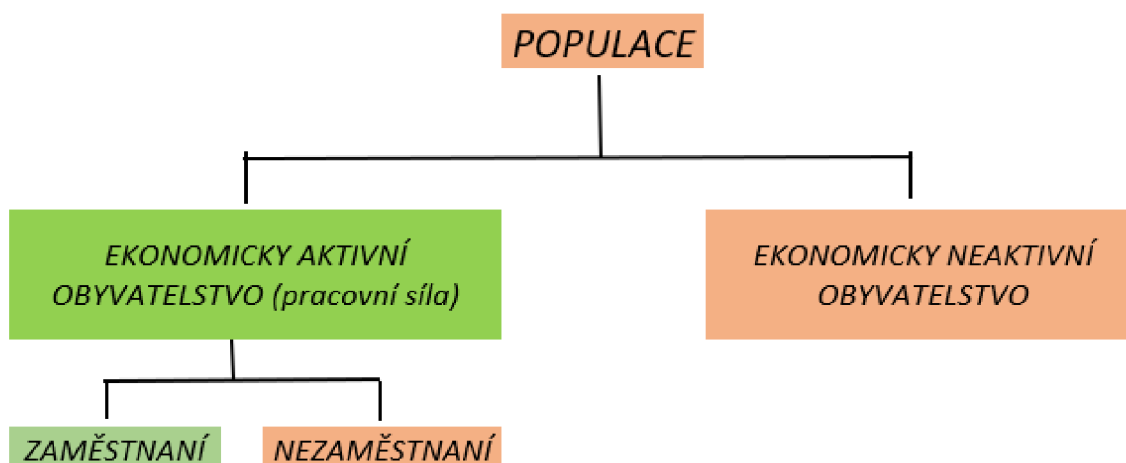 POPULACE
EKONOMICKY AKTIVNÍ
OBYVATELSTVO (pracovní síla)
EKONOMICKY NEAKTIVNÍ
OBYVATELSTVO
ZAMĚSTNANÍ
NEZAMĚSTNANÍ